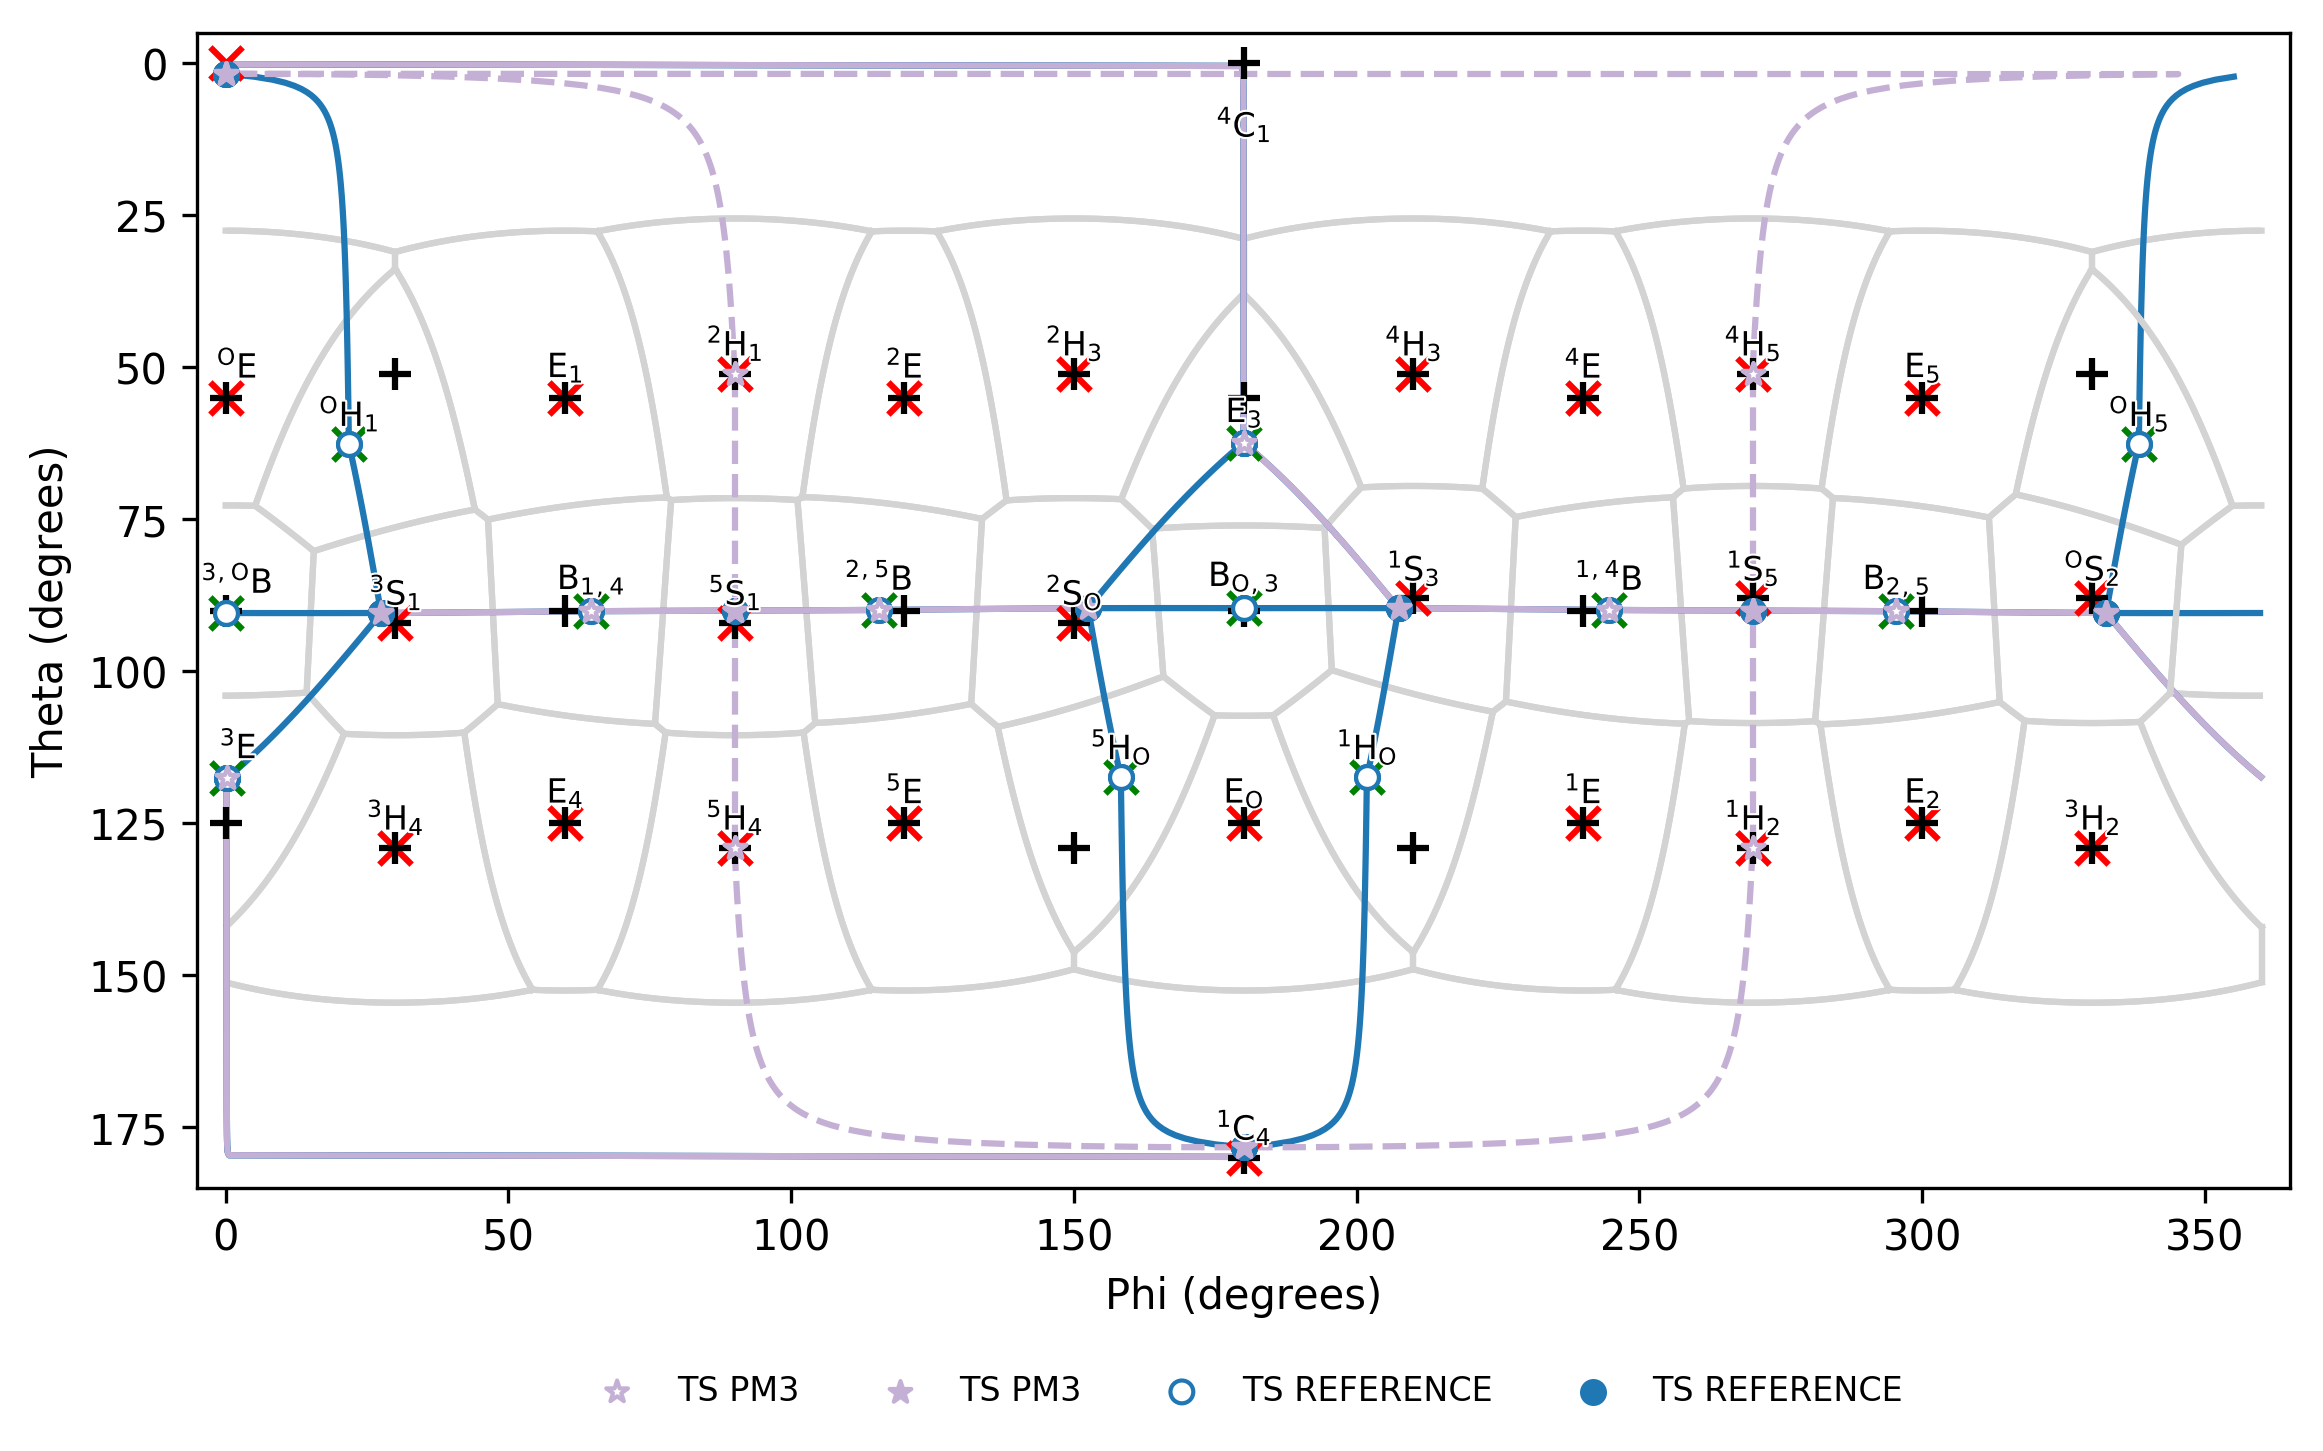 0
⁴C₁
25
²H₁ ²H₃ ⁴H₃ ⁴H₅
ᴼE E₁ ²E ⁴E E₅
50
ᴼH₁ E₃ ᴼH₅
75
³,ᴼB ³S₁ B₁,₄ ⁵S₁ ²,⁵B ²Sₒ Bₒ,₃ ¹S₃ ¹,⁴B ¹S₅ B₂,₅ ᴼS₂
100
³E ⁵Hₒ ¹Hₒ
³H₄ E₄ ⁵H₄ ⁵E Eₒ ¹E ¹H₂ E₂ ³H₂
125
150
175
¹C₄
Theta (degrees)
0 50 100 150 200 250 300 350
Phi (degrees)
TS PM3 TS PM3 TS REFERENCE TS REFERENCE